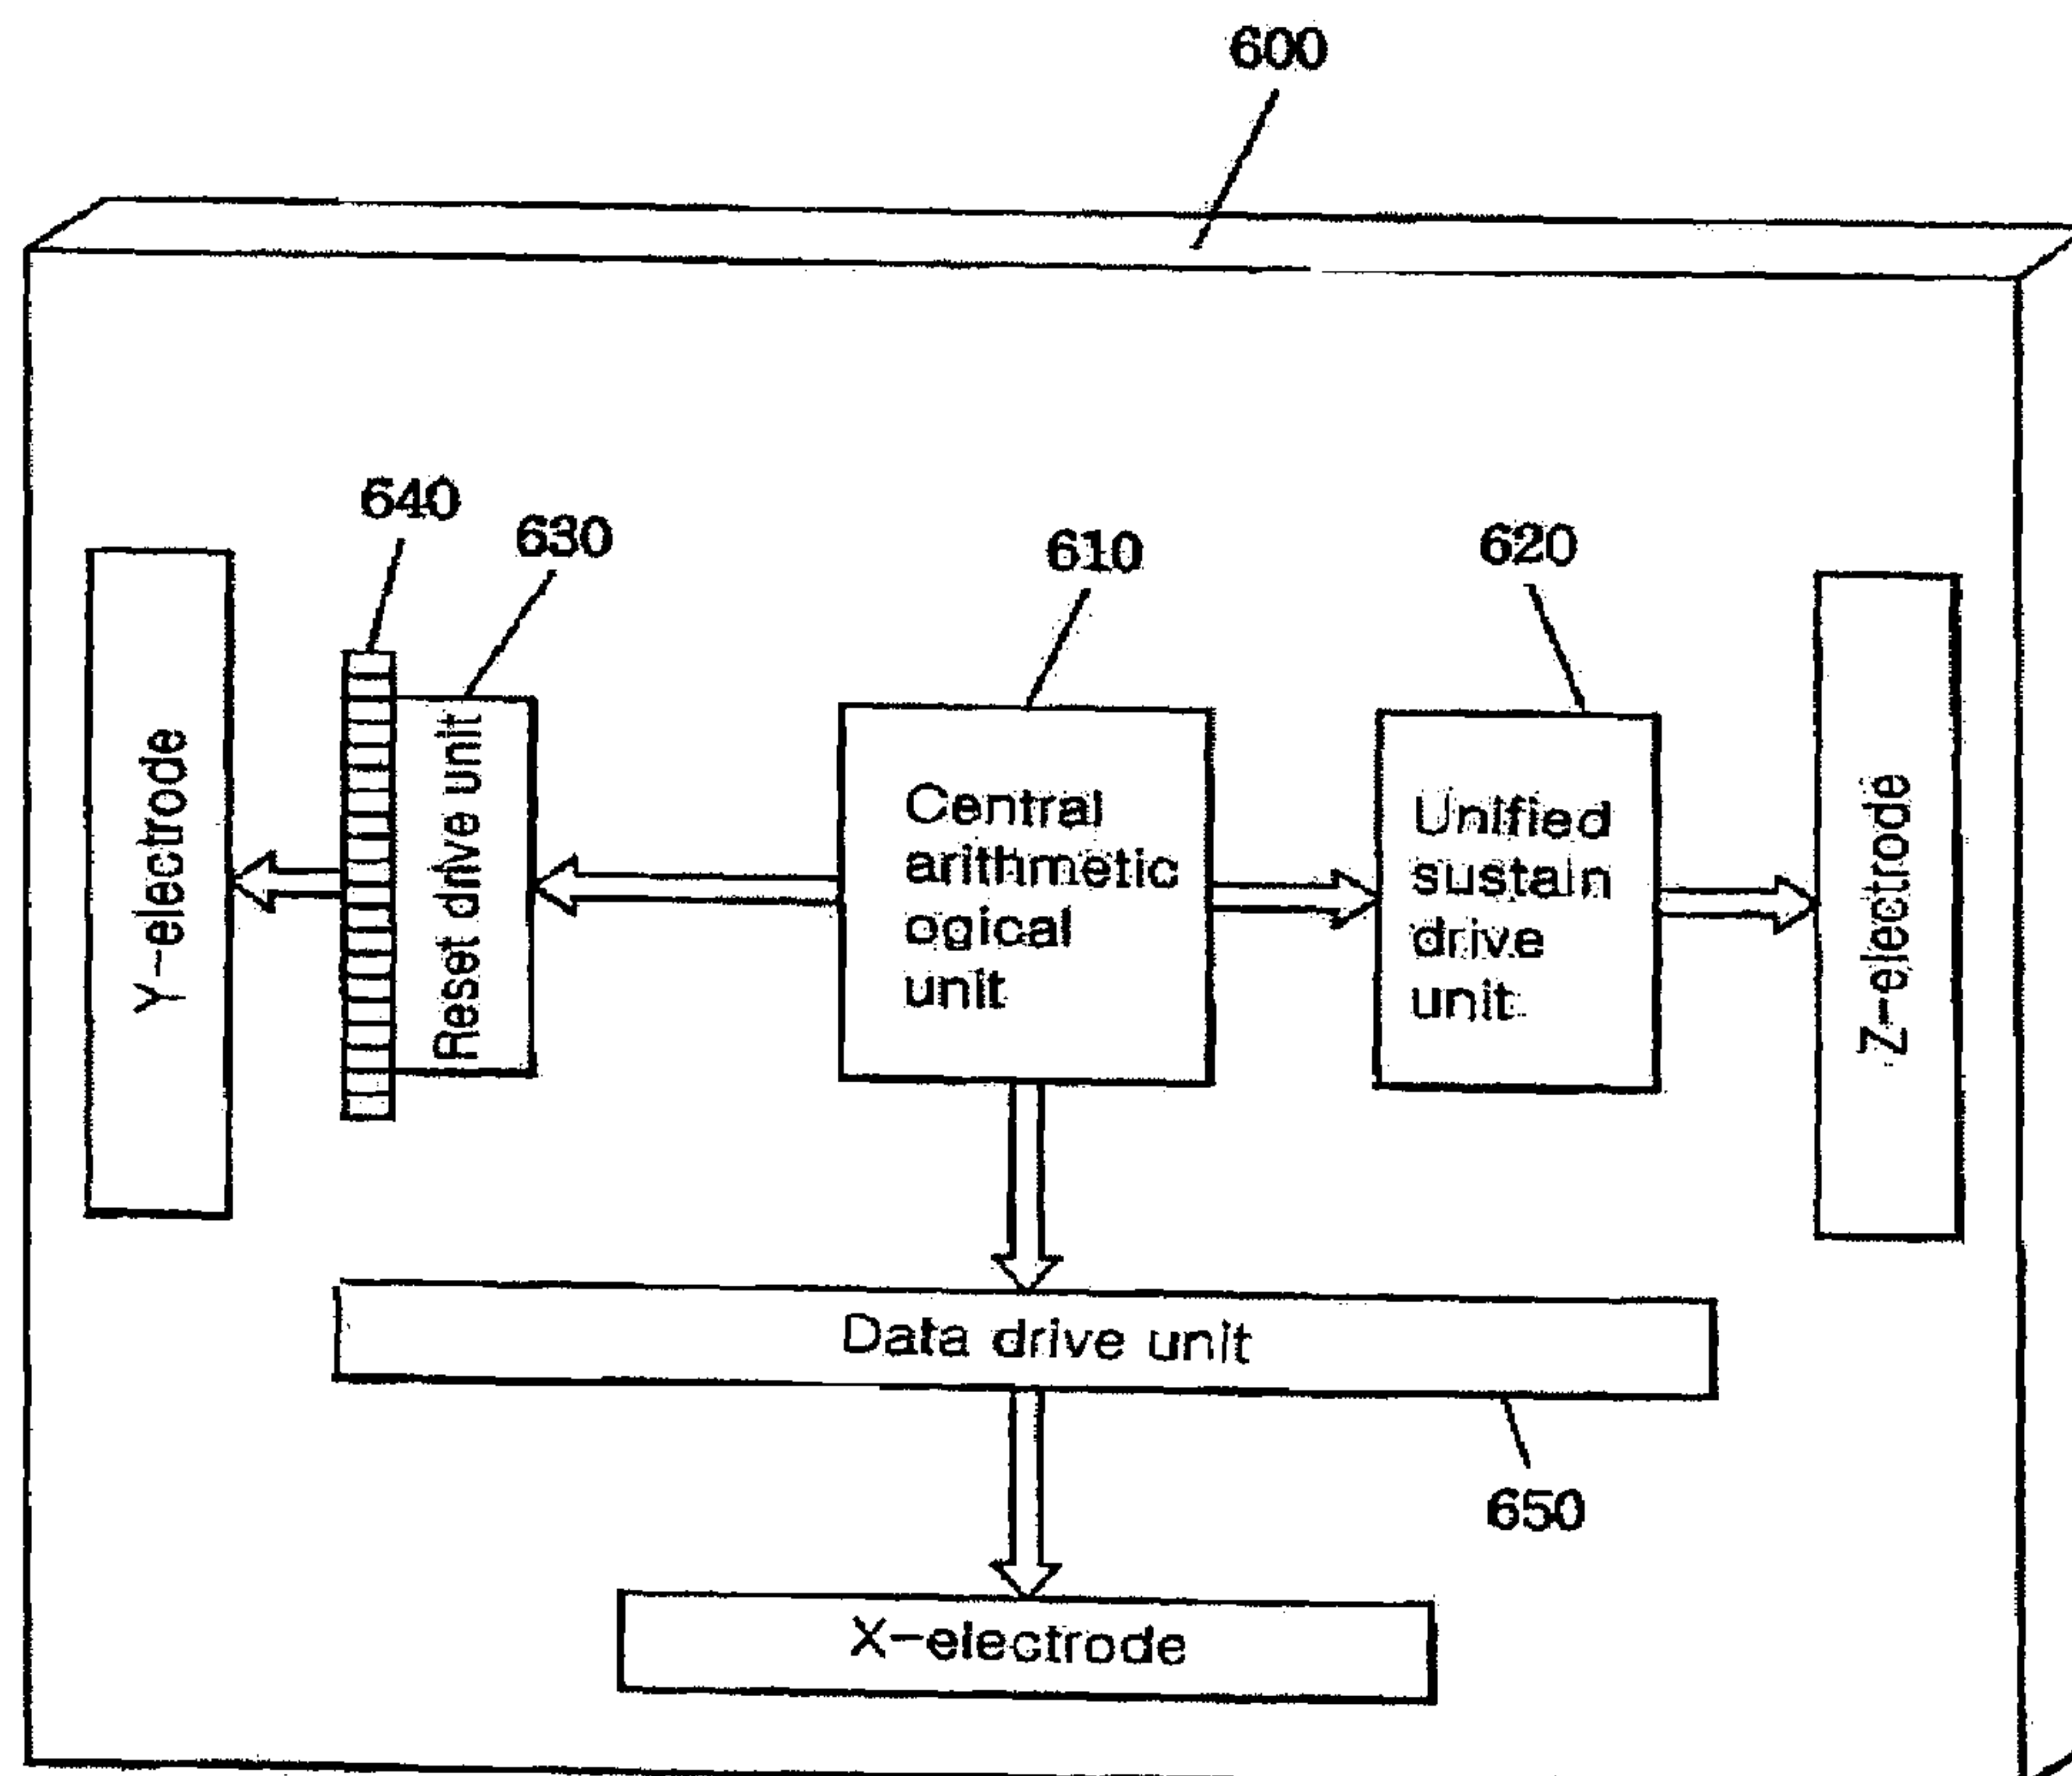 600
640
630
610
620
Y-electrode
Reset drive unit
Central
arithmetic
ogical
unit
Unified
sustain
drive
unit
Z-electrode
Data drive unit
650
X-electrode